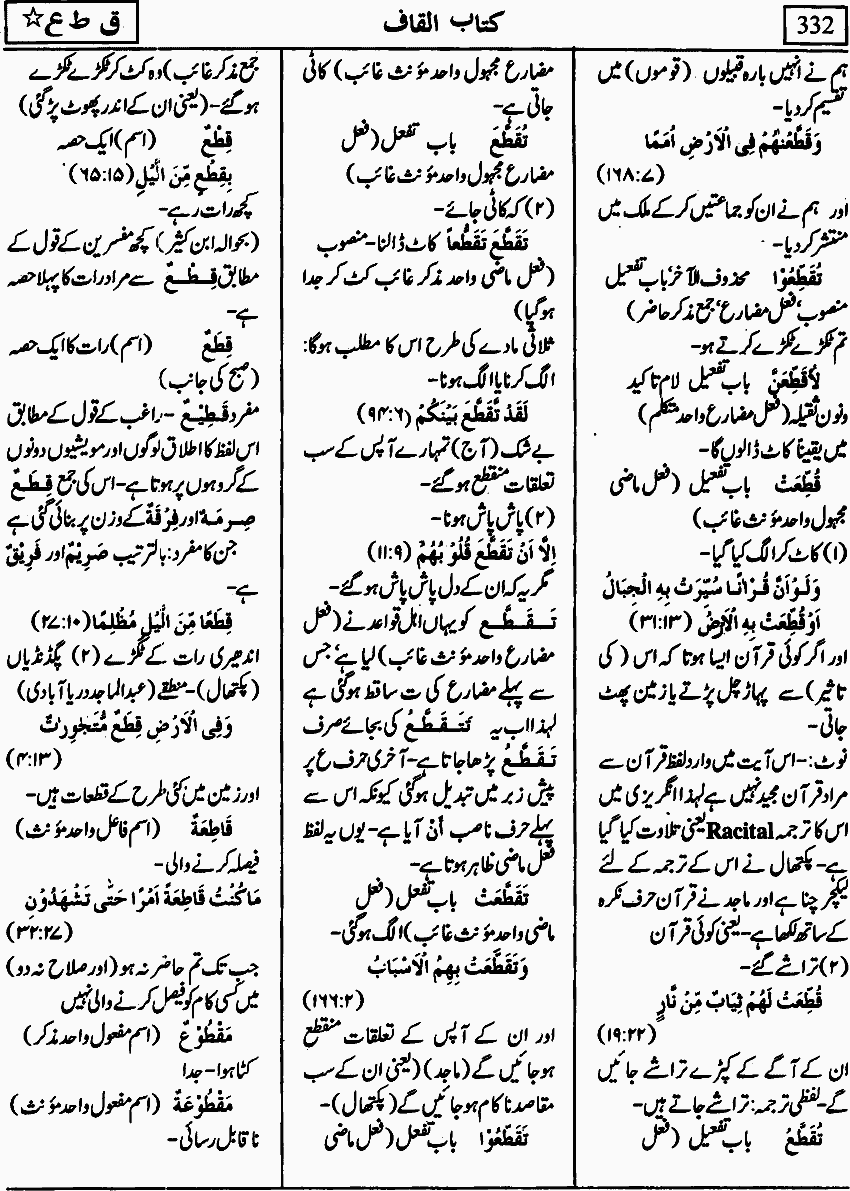 332
کتاب القاف
ق ط ع☆
ہم نے انہیں بارہ قبیلوں (قوموں) میں
تقسیم کر دیا-
وَقَطَّعْنٰهُمْ فِی الْاَرْضِ اُمَمًا
(۱۶۸:۷)
اور ہم نے ان کو جماعتیں کرکے ملک میں
منتشر کر دیا-
تُقَطِّعُوْا محذوف الآخر' باب تفعیل
منصوب' فعل مضارع' جمع مذکر حاضر)
تم ٹکڑے ٹکڑے کرتے ہو-
لَأُقَطِّعَنَّ باب تفعیل لام تاکید
ونون ثقیلہ (فعل مضارع واحد متکلم)
میں یقیناً کاٹ ڈالوں گا-
قُطِّعَتْ باب تفعیل (فعل ماضی
مجہول واحد مؤنث غائب)
(۱) کاٹ کر الگ کیا گیا-
وَلَوْاَنَّ قُرْاٰنًا سُیِّرَتْ بِهِ الْجِبَالُ
اَوْقُطِّعَتْ بِهِ الْاَرْضُ (۳۱:۱۳)
اور اگر کوئی قرآن ایسا ہوتا کہ اس (کی
تاثیر) سے پہاڑ چل پڑتے یا زمین پھٹ
جاتی-
نوٹ:- اس آیت میں وارد لفظ قرآن سے
مراد قرآن مجید نہیں ہے لہذا انگریزی میں
اس کا ترجمہ Racital یعنی تلاوت کیا گیا
ہے- پکتھال نے اس کے ترجمہ کے لئے
لیکچر چنا ہے اور ماجد نے قرآن حرف نکرہ
کے ساتھ لکھا ہے- یعنی کوئی قرآن
(۲) تراشے گئے-
قُطِّعَتْ لَهُمْ ثِیَابٌ مِّنْ نَّارٍ
(۱۹:۲۲)
ان کے آگے کے کپڑے تراشے جائیں
گے- لفظی ترجمہ: تراشے جاتے ہیں-
تُقَطَّعُ باب تفعیل (فعل
مضارع مجہول واحد مؤنث غائب) کاٹی
جاتی ہے-
تُقَطَّعَ باب تفعل (فعل
مضارع مجہول واحد مؤنث غائب)
(۲) کہ کاٹی جائے-
تَقَطَّعَ تَقَطُّعاً کاٹ ڈالنا- منصوب
(فعل ماضی واحد مذکر غائب کٹ کر جدا
ہوگیا)
ثلاثی مادے کی طرح اس کا مطلب ہوگا:
الگ کرنا یا الگ ہونا-
لَقَدْ تَّقَطَّعَ بَیْنَكُمْ (۹۴:۶)
بے شک (آج) تمہارے آپس کے سب
تعلقات منقطع ہوگئے-
(۲) پاش پاش ہونا-
اِلَّا اَنْ تَقَطَّعَ قُلُوْبُهُمْ (۱۱:۹)
مگر یہ کہ ان کے دل پاش پاش ہوگئے-
تَقَطَّعَ کو یہاں اہل قواعد نے (فعل
مضارع واحد مؤنث غائب) لیا ہے' جس
سے پہلے مضارع کی ت ساقط ہوگئی ہے
لہذا اب یہ تَتَقَطَّعُ کی بجائے صرف
تَقَطَّعُ پڑھا جاتا ہے- آخری حرف ع پر
پیش زبر میں تبدیل ہوگئی کیونکہ اس سے
پہلے حرف ناصب اَنْ آیا ہے- یوں یہ لفظ
فعل ماضی ظاہر ہوتا ہے-
تَقَطَّعَتْ باب تفعل (فعل
ماضی واحد مؤنث غائب) الگ ہوگئی-
وَتَقَطَّعَتْ بِهِمُ الْاَسْبَابُ
(۱۶۶:۲)
اور ان کے آپس کے تعلقات منقطع
ہوجائیں گے (ماجد) (یعنی ان کے سب
مقاصد ناکام ہوجائیں گے (پکتھال)-
تَقَطَّعُوْا باب تفعل (فعل ماضی
جمع مذکر غائب) وہ کٹ کر ٹکڑے ٹکڑے
ہوگئے- (یعنی ان کے اندر پھوٹ پڑگئی)
قِطْعٌ (اسم) ایک حصہ
بِقِطْعٍ مِّنَ الَّیْلِ (۶۵:۱۵)
کچھ رات رہے-
(بحوالہ ابن کثیر) کچھ مفسرین کے قول کے
مطابق قِطْعٌ سے مراد رات کا پہلا حصہ
ہے-
قِطَعٌ (اسم) رات کا ایک حصہ
(صبح کی جانب)
مفرد قَطِیْعٌ- راغب کے قول کے مطابق
اس لفظ کا اطلاق لوگوں اور مویشیوں دونوں
کے گروہوں پر ہوتا ہے- اس کی جمع قِطَعٌ
صِرمَةٌ اور فِرْقَةٌ کے وزن پر بنائی گئی ہے
جن کا مفرد: بالترتیب صَرِیْمٌ اور فَرِیْقٌ
ہے-
قِطَعًا مِّنَ الَّیْلِ مُظْلِمًا (۲۷:۱۰)
اندھیری رات کے ٹکڑے (۲) پگڈنڈیاں
(پکتھال)- منطقے (عبدالماجد دریا آبادی)
وَفِی الْاَرْضِ قِطَعٌ مُّتَجٰوِرٰتٌ
(۴:۱۳)
اور زمین میں کئی طرح کے قطعات ہیں-
قَاطِعَةٌ (اسم فاعل واحد مؤنث)
فیصلہ کرنے والی-
مَا كُنْتُ قَاطِعَةً اَمْرًا حَتّٰی تَشْهَدُوْنِ
(۳۲:۲۷)
جب تک تم حاضر نہ ہو (اور صلاح نہ دو)
میں کسی کام کو فیصل کرنے والی نہیں
مَقْطُوْعٌ (اسم مفعول واحد مذکر)
کٹا ہوا- جدا
مَقْطُوْعَةٌ (اسم مفعول واحد مؤنث)
ناقابل رسائی-